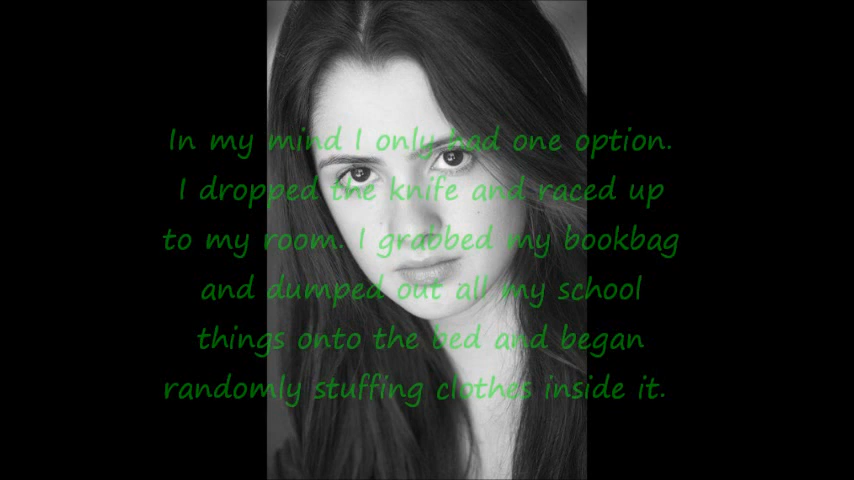 In my mind I only had one option.
I dropped the knife and raced up
to my room. I grabbed my bookbag
and dumped out all my school
things onto the bed and began
randomly stuffing clothes inside it.